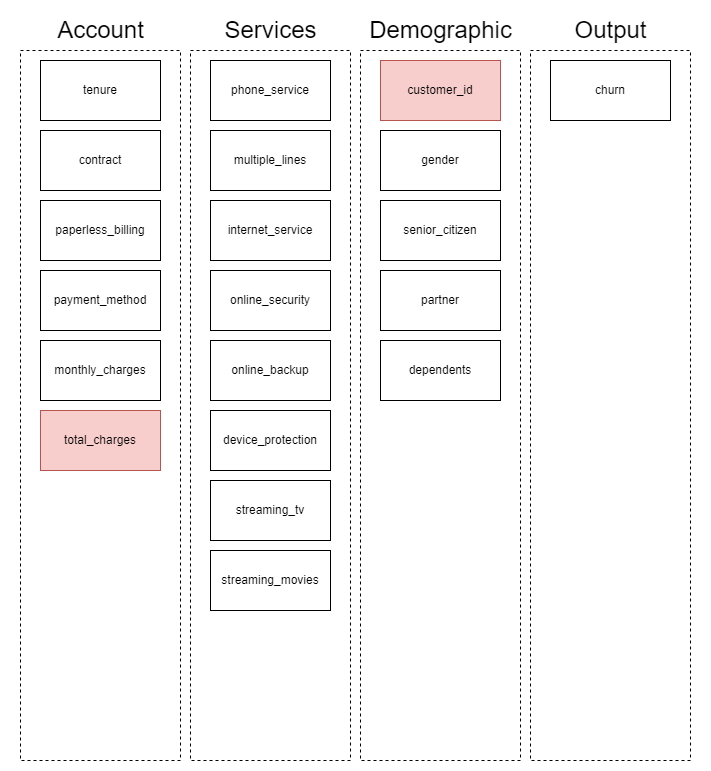 Account
tenure
contract
paperless_billing
payment_method
monthly_charges
total_charges
Services
phone_service
multiple_lines
internet_service
online_security
online_backup
device_protection
streaming_tv
streaming_movies
Demographic
customer_id
gender
senior_citizen
partner
dependents
Output
churn